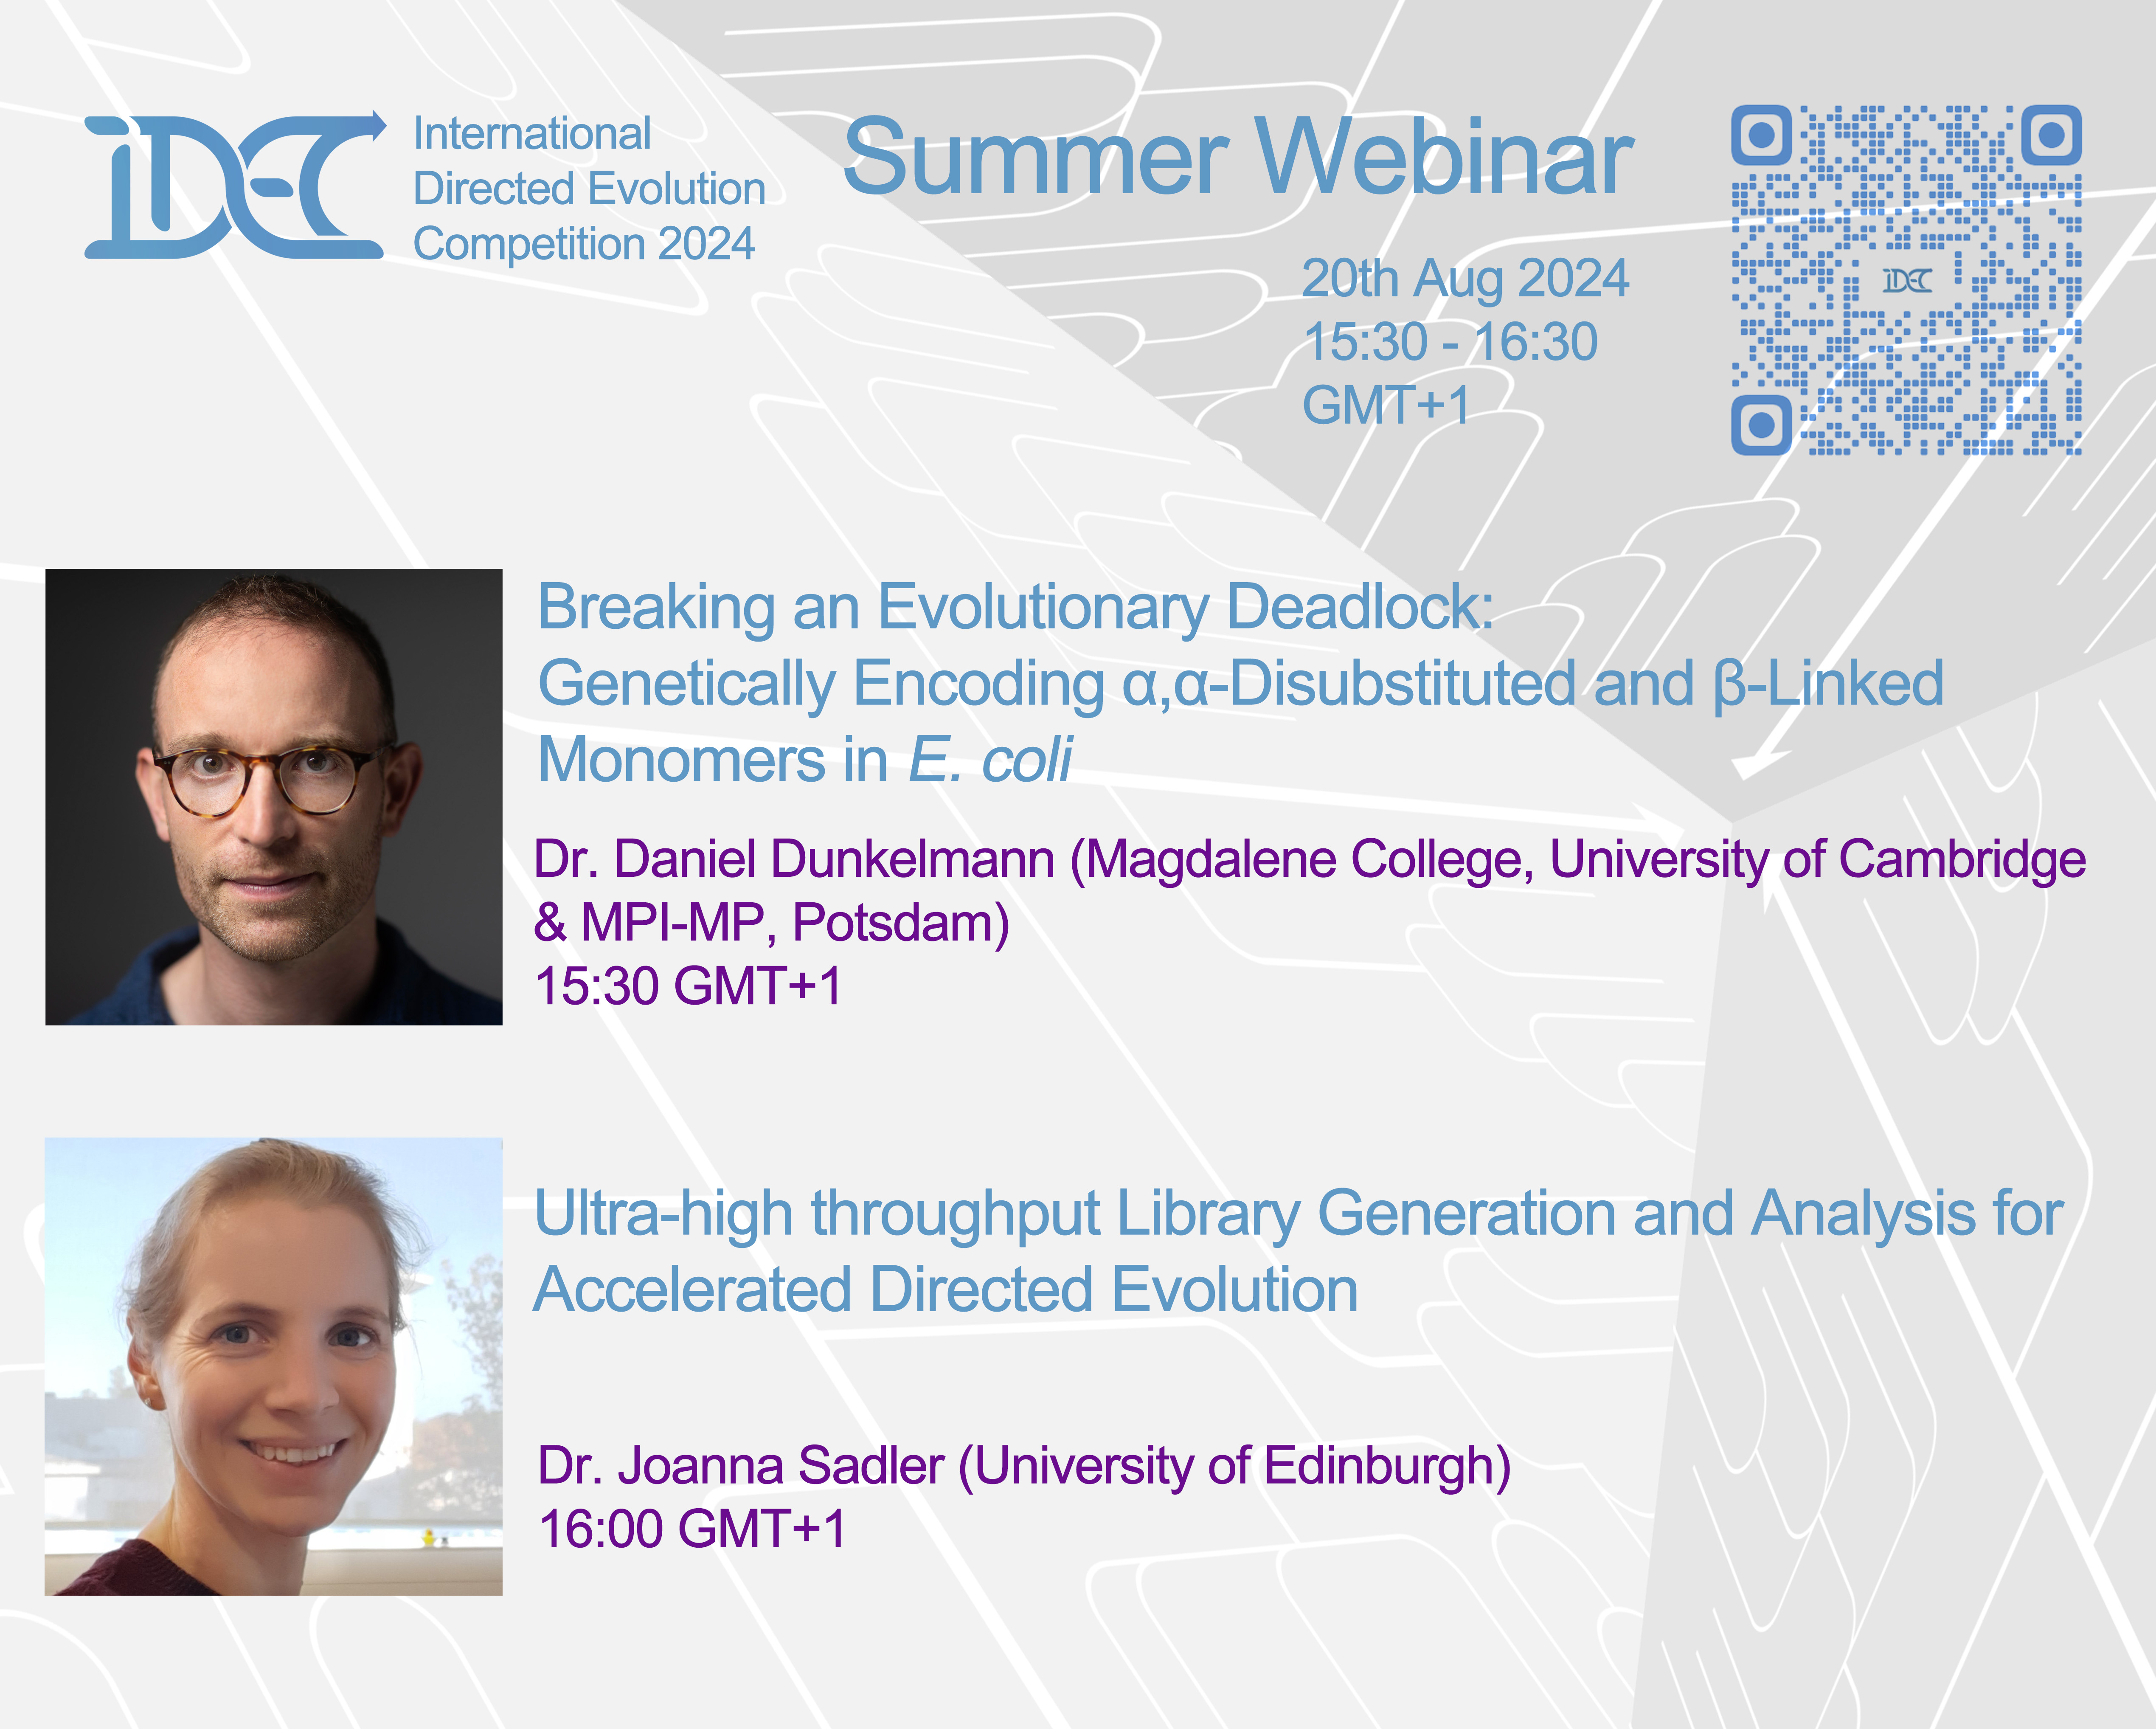 iDEC
International
Directed Evolution
Competition 2024
Summer Webinar
20th Aug 2024
15:30 - 16:30
GMT+1
iDEC
Breaking an Evolutionary Deadlock:
Genetically Encoding α,α-Disubstituted and β-Linked
Monomers in E. coli
Dr. Daniel Dunkelmann (Magdalene College, University of Cambridge
& MPI-MP, Potsdam)
15:30 GMT+1
Ultra-high throughput Library Generation and Analysis for
Accelerated Directed Evolution
Dr. Joanna Sadler (University of Edinburgh)
16:00 GMT+1